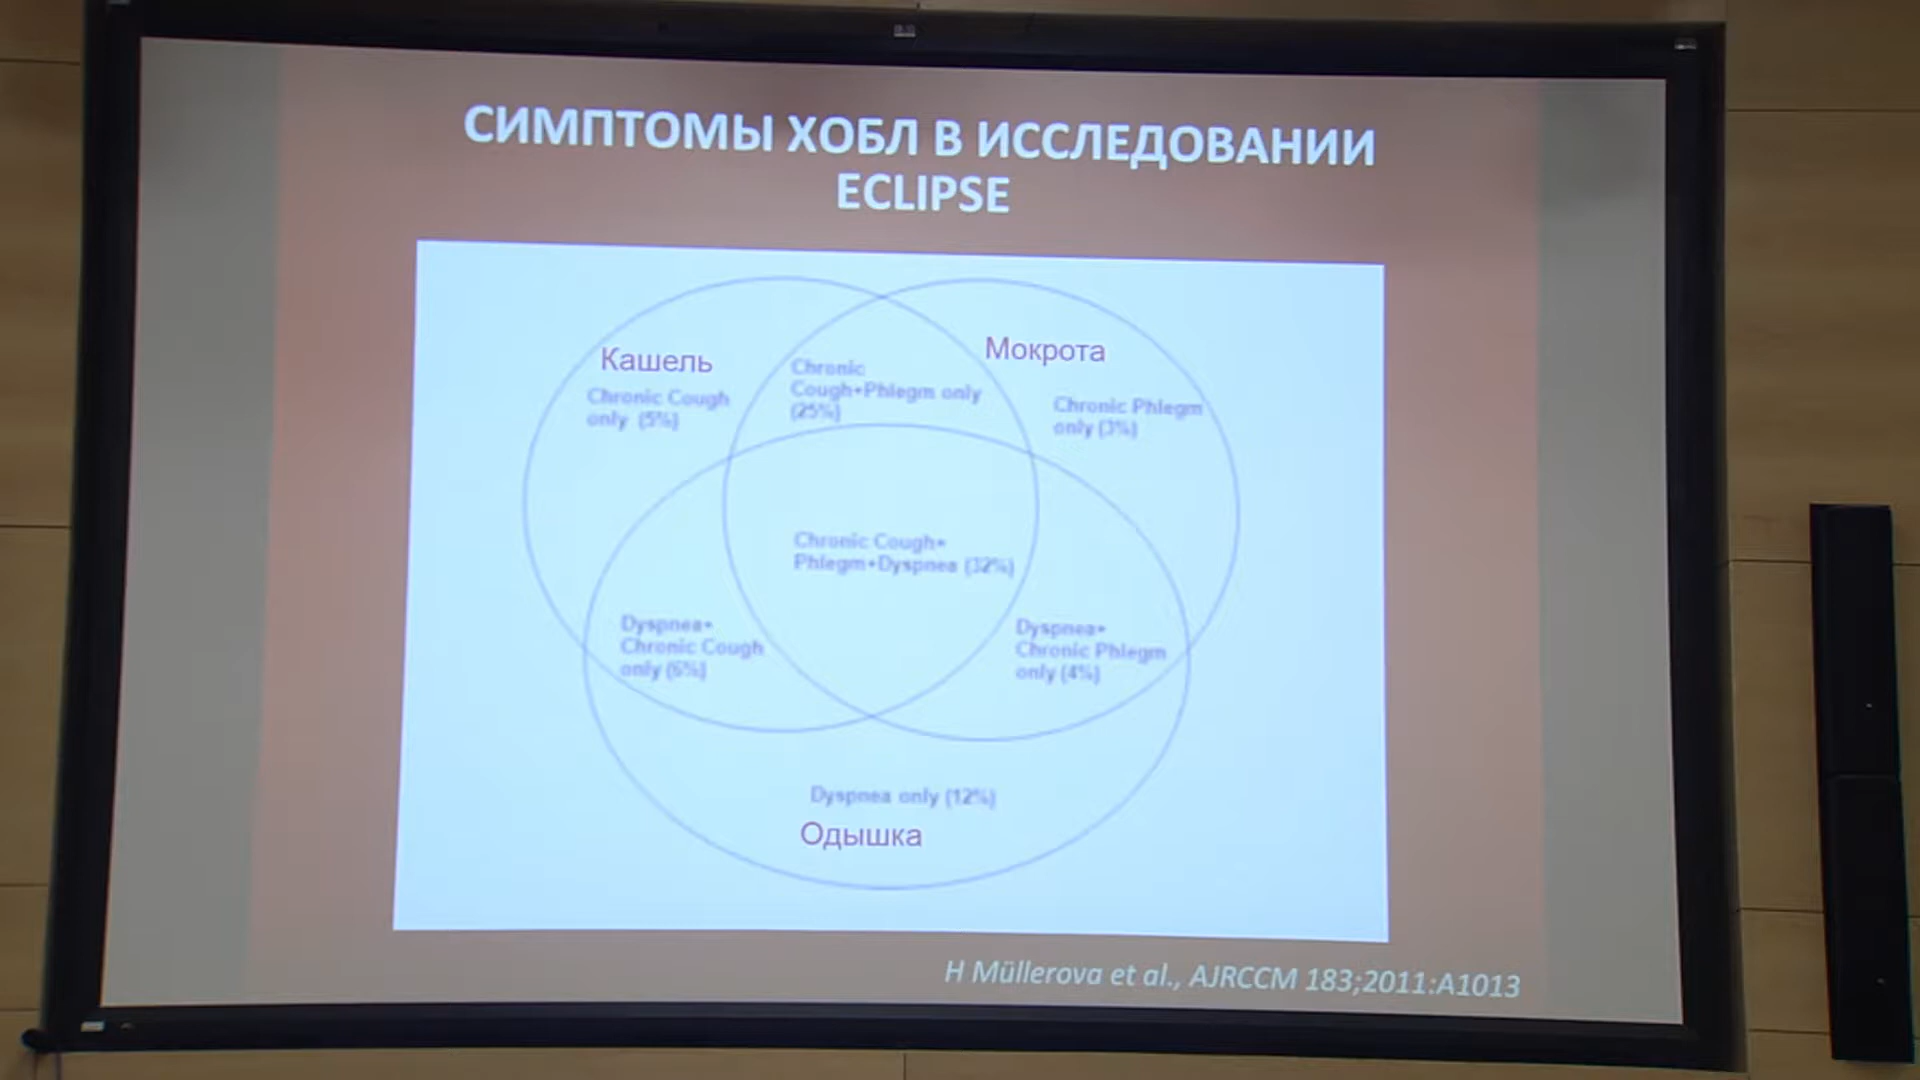 СИМПТОМЫ ХОБЛ В ИССЛЕДОВАНИИ
ECLIPSE
Кашель
Chronic Cough
only (5%)
Chronic
Cough+Phlegm only
(25%)
Мокрота
Chronic Phlegm
only (3%)
Chronic Cough+
Phlegm+Dyspnea (32%)
Dyspnea+
Chronic Cough
only (6%)
Dyspnea+
Chronic Phlegm
only (4%)
Dyspnea only (12%)
Одышка
H Müllerova et al., AJRCCM 183;2011:A1013